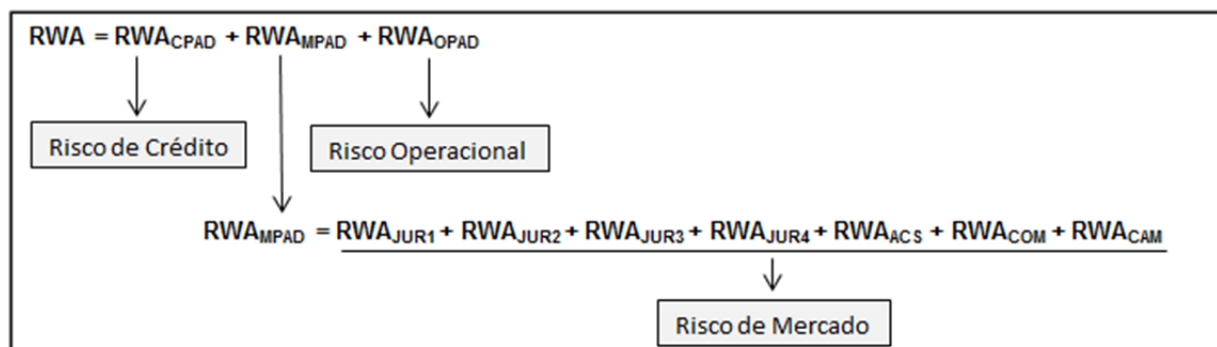 RWA = RWACPAD + RWAMPAD + RWAOPAD
Risco de Crédito
Risco Operacional
RWAMPAD = RWAJUR1 + RWAJUR2 + RWAJUR3 + RWAJUR4 + RWAACS + RWACOM + RWACAM
Risco de Mercado